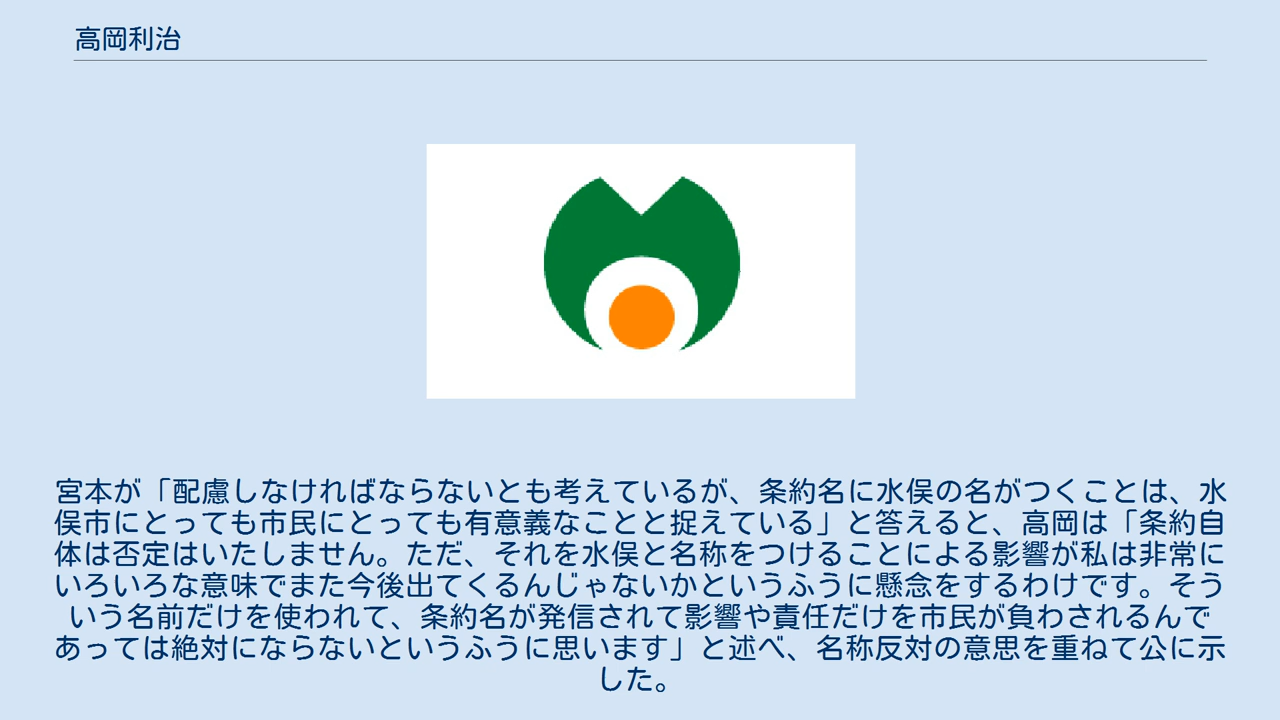 高岡利治
宮本が「配慮しなければならないとも考えているが、条約名に水俣の名がつくことは、水
俣市にとっても市民にとっても有意義なことと捉えている」と答えると、高岡は「条約自
体は否定はいたしません。ただ、それを水俣と名称をつけることによる影響が私は非常に
いろいろな意味でまた今後出てくるんじゃないかというふうに懸念をするわけです。そう
いう名前だけを使われて、条約名が発信されて影響や責任だけを市民が負わされるんで
あっては絶対にならないというふうに思います」と述べ、名称反対の意思を重ねて公に示
した。